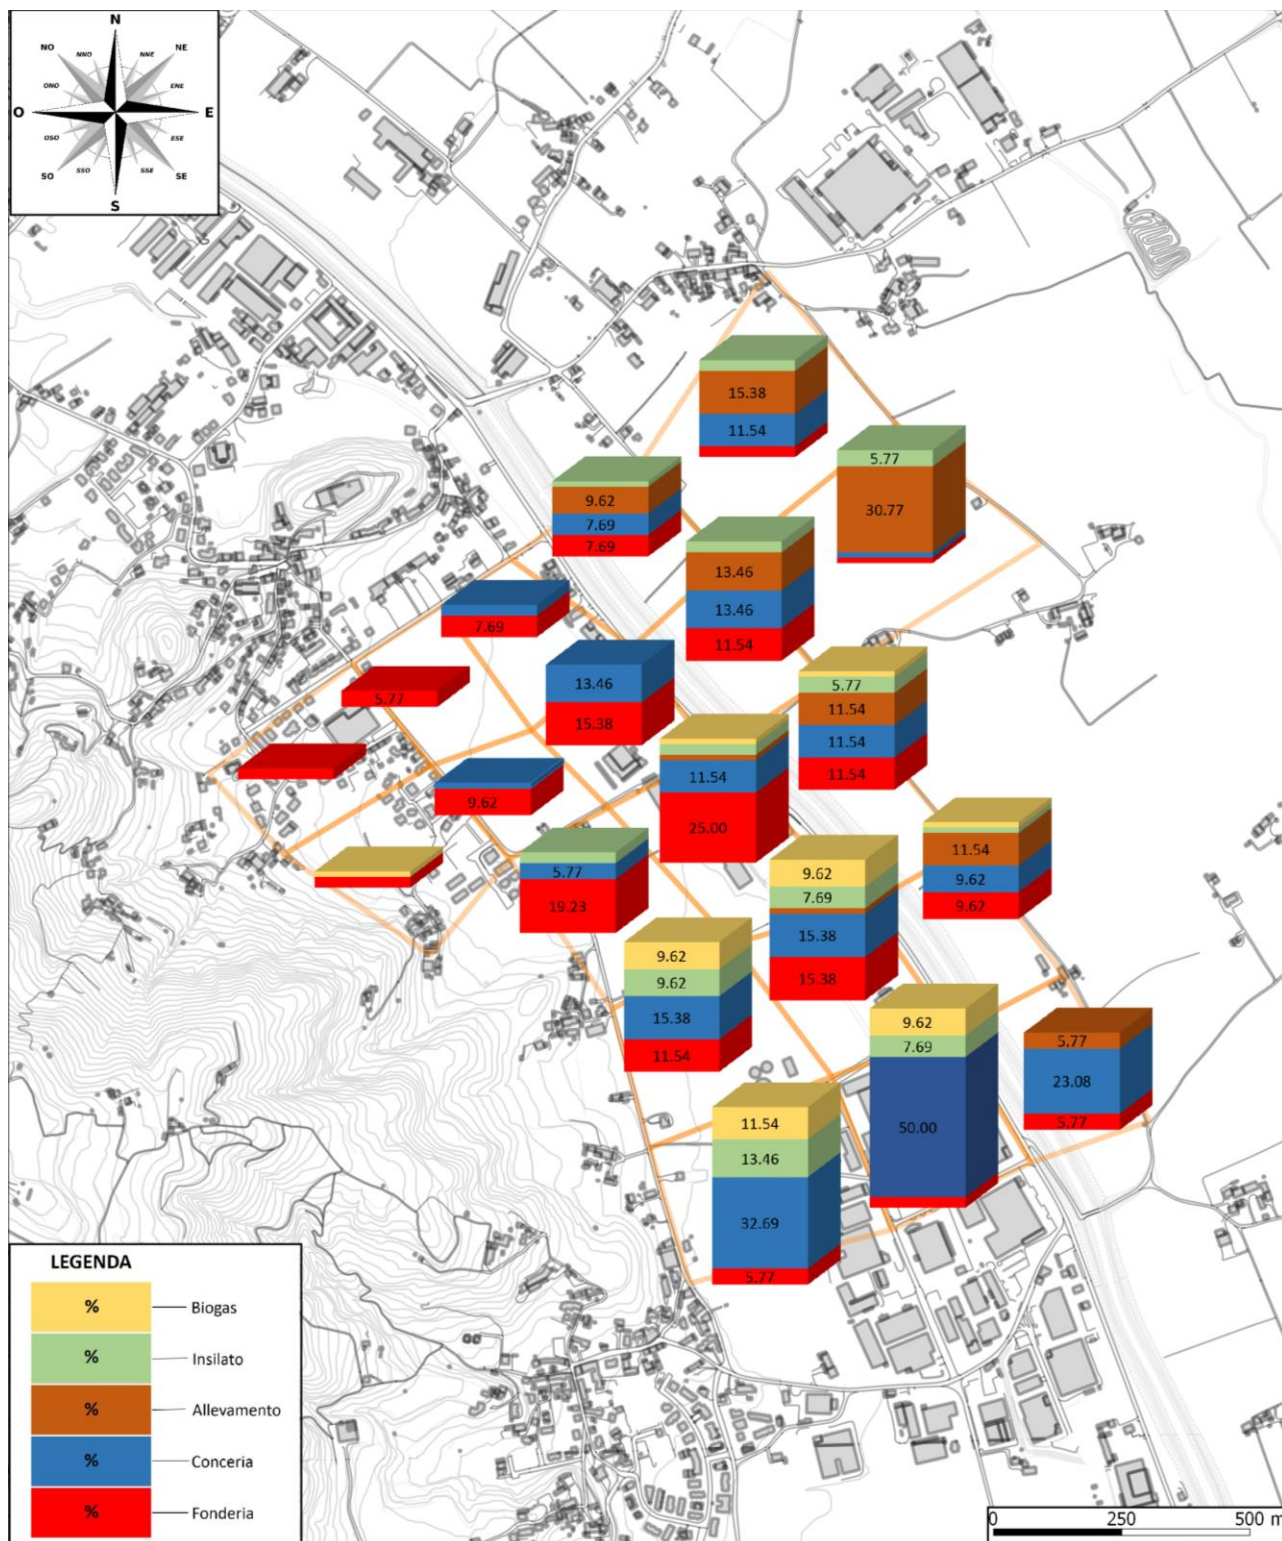 N
NNO
NNE
NO
NE
ONO
ENE
O
E
OSO
ESE
SO
SE
SSO
SSE
S
15.38
11.54
5.77
30.77
9.62
7.69
7.69
13.46
13.46
11.54
7.69
13.46
15.38
5.77
5.77
11.54
11.54
11.54
11.54
25.00
9.62
11.54
9.62
9.62
5.77
19.23
9.62
7.69
15.38
15.38
9.62
9.62
15.38
11.54
9.62
7.69
50.00
5.77
23.08
5.77
11.54
13.46
32.69
5.77
LEGENDA
% Biogas
% Insilato
% Allevamento
% Conceria
% Fonderia
0 250 500 m